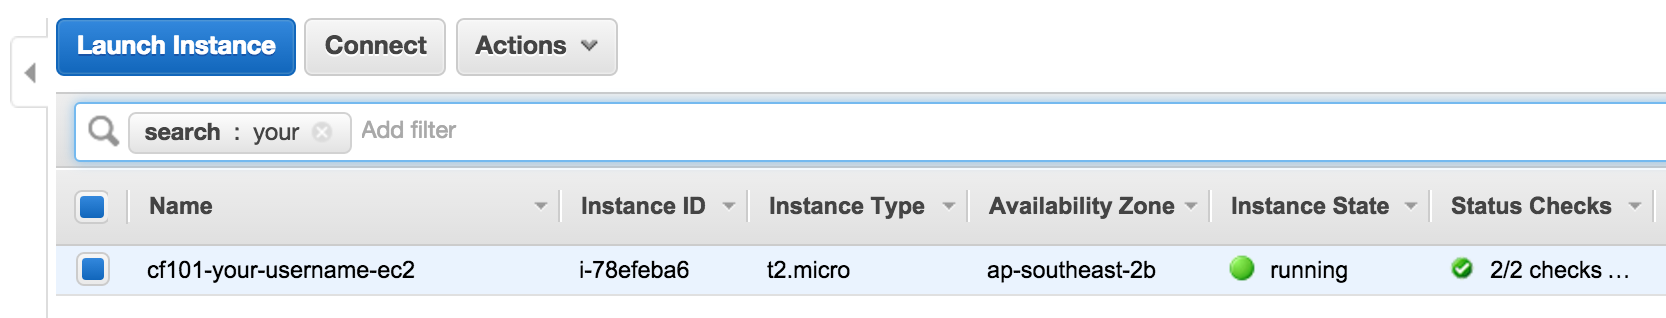 Launch Instance Connect Actions
search : your Add filter
Name Instance ID Instance Type Availability Zone Instance State Status Checks
cf101-your-username-ec2 i-78efeba6 t2.micro ap-southeast-2b running 2/2 checks ...